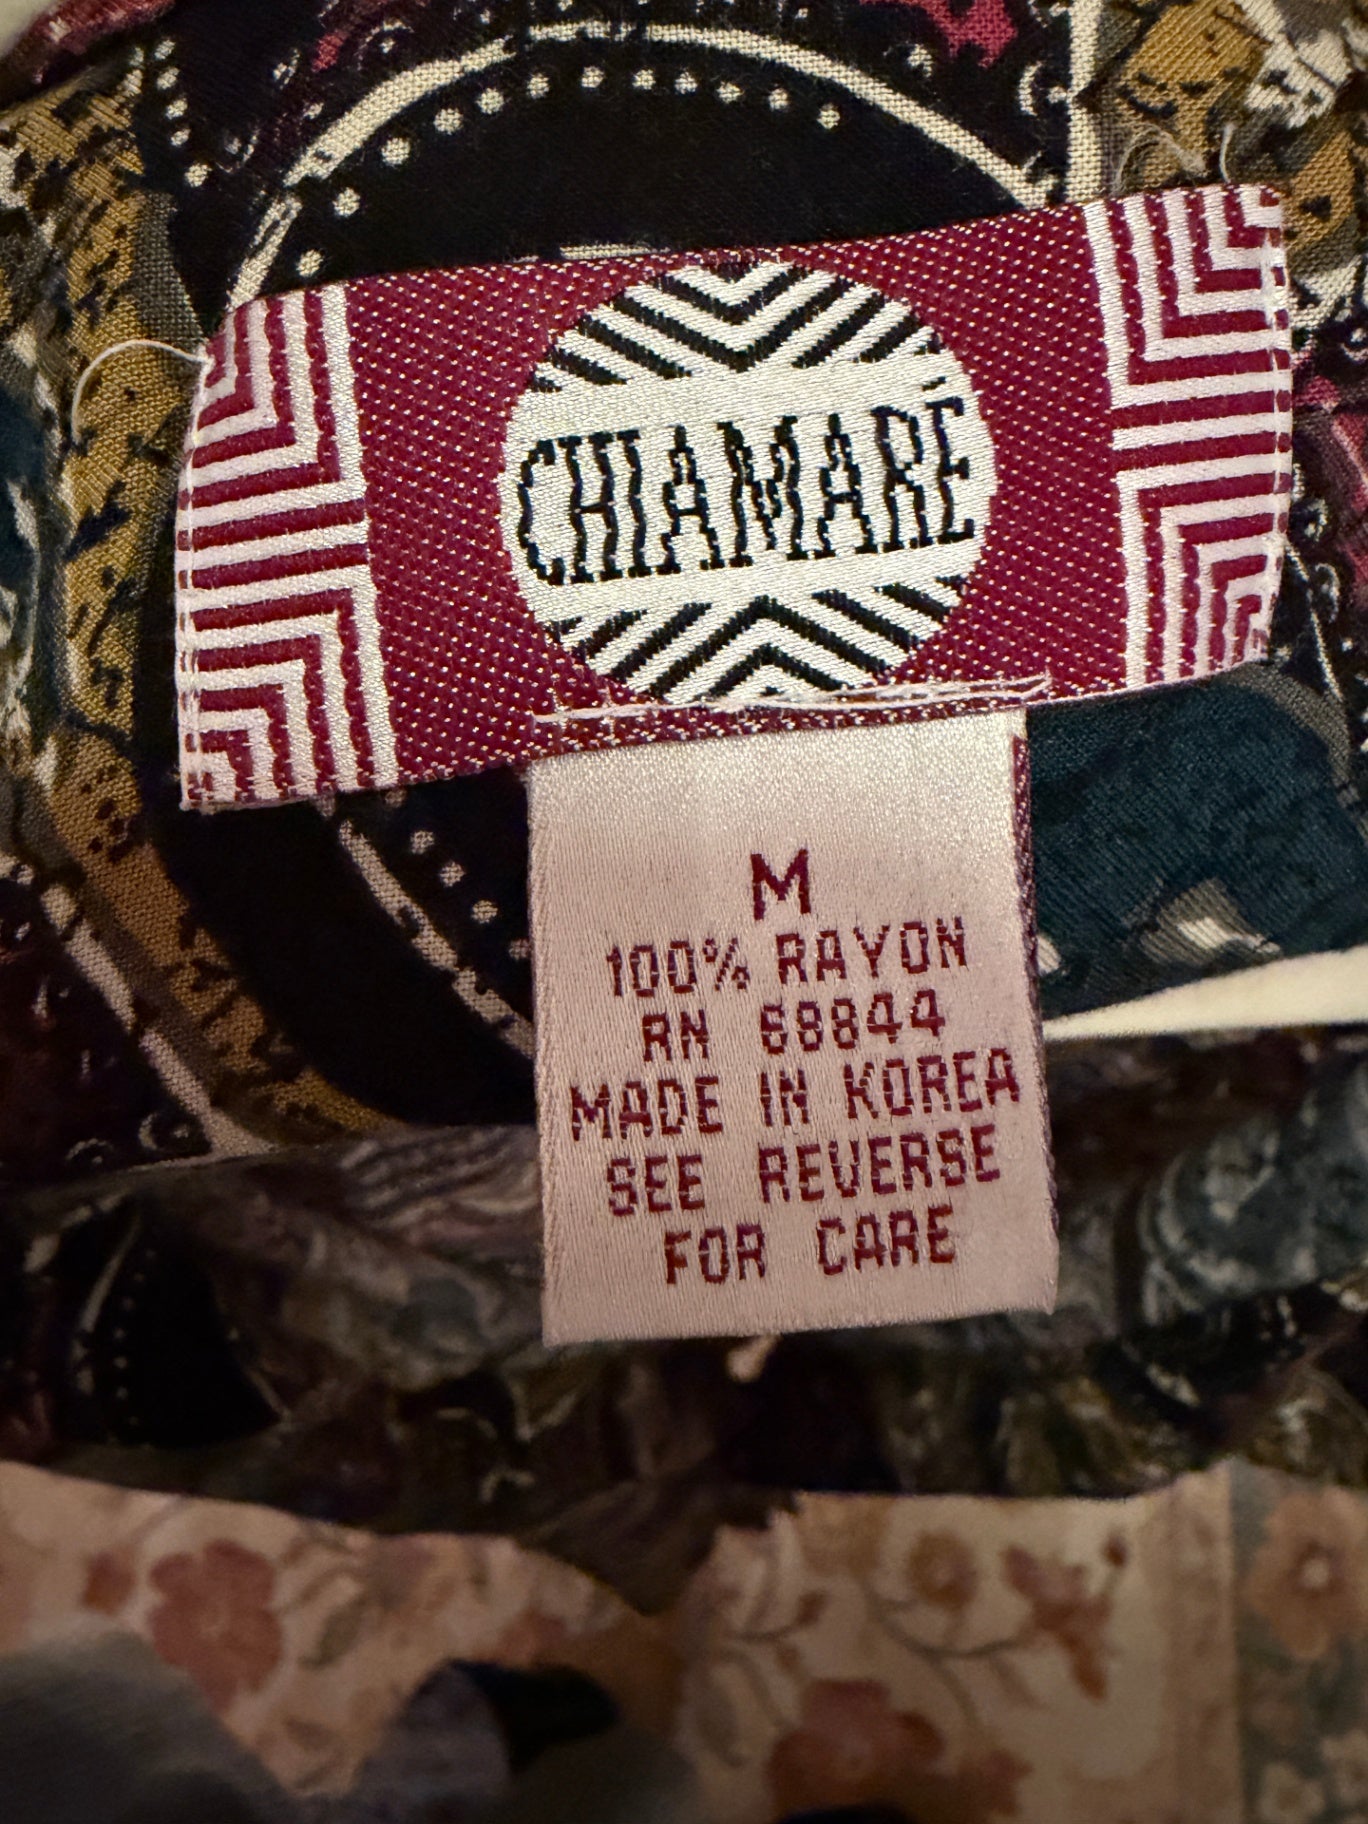 CHIAMARÉ
M
100% RAYON
RN 68844
MADE IN KOREA
SEE REVERSE
FOR CARE